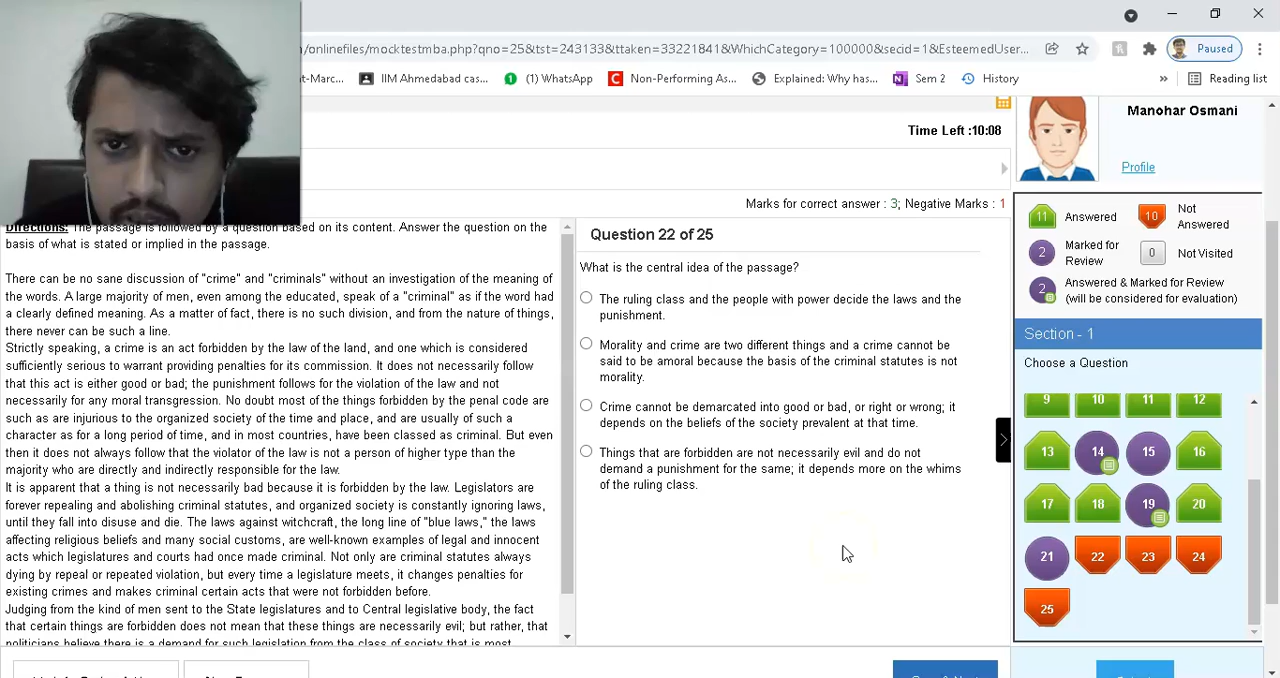 Paused
/onlinefiles/mocktestmba.php?qno=25&tst=243133&ttaken=33221841&WhichCategory=100000&secid=1&EsteemedUser...
nt-Marc... IIM Ahmedabad cas... (1) WhatsApp Non-Performing As... Explained: Why has... Sem 2 History » Reading list
Manohar Osmani
Time Left :10:08
Profile
Marks for correct answer : 3; Negative Marks : 1
11 Answered 10 Not Answered
2 Marked for Review 0 Not Visited
2 Answered & Marked for Review (will be considered for evaluation)
Directions: The passage is followed by a question based on its content. Answer the question on the
basis of what is stated or implied in the passage.
There can be no sane discussion of "crime" and "criminals" without an investigation of the meaning of
the words. A large majority of men, even among the educated, speak of a "criminal" as if the word had
a clearly defined meaning. As a matter of fact, there is no such division, and from the nature of things,
there never can be such a line.
Strictly speaking, a crime is an act forbidden by the law of the land, and one which is considered
sufficiently serious to warrant providing penalties for its commission. It does not necessarily follow
that this act is either good or bad; the punishment follows for the violation of the law and not
necessarily for any moral transgression. No doubt most of the things forbidden by the penal code are
such as are injurious to the organized society of the time and place, and are usually of such a
character as for a long period of time, and in most countries, have been classed as criminal. But even
then it does not always follow that the violator of the law is not a person of higher type than the
majority who are directly and indirectly responsible for the law.
It is apparent that a thing is not necessarily bad because it is forbidden by the law. Legislators are
forever repealing and abolishing criminal statutes, and organized society is constantly ignoring laws,
until they fall into disuse and die. The laws against witchcraft, the long line of "blue laws," the laws
affecting religious beliefs and many social customs, are well-known examples of legal and innocent
acts which legislatures and courts had once made criminal. Not only are criminal statutes always
dying by repeal or repeated violation, but every time a legislature meets, it changes penalties for
existing crimes and makes criminal certain acts that were not forbidden before.
Judging from the kind of men sent to the State legislatures and to Central legislative body, the fact
that certain things are forbidden does not mean that these things are necessarily evil; but rather, that
politicians believe there is a demand for such legislation from the class of society that is most
Question 22 of 25
What is the central idea of the passage?
The ruling class and the people with power decide the laws and the
punishment.
Morality and crime are two different things and a crime cannot be
said to be amoral because the basis of the criminal statutes is not
morality.
Crime cannot be demarcated into good or bad, or right or wrong; it
depends on the beliefs of the society prevalent at that time.
Things that are forbidden are not necessarily evil and do not
demand a punishment for the same; it depends more on the whims
of the ruling class.
Section - 1
Choose a Question
9 10 11 12
13 14 15 16
17 18 19 20
21 22 23 24
25